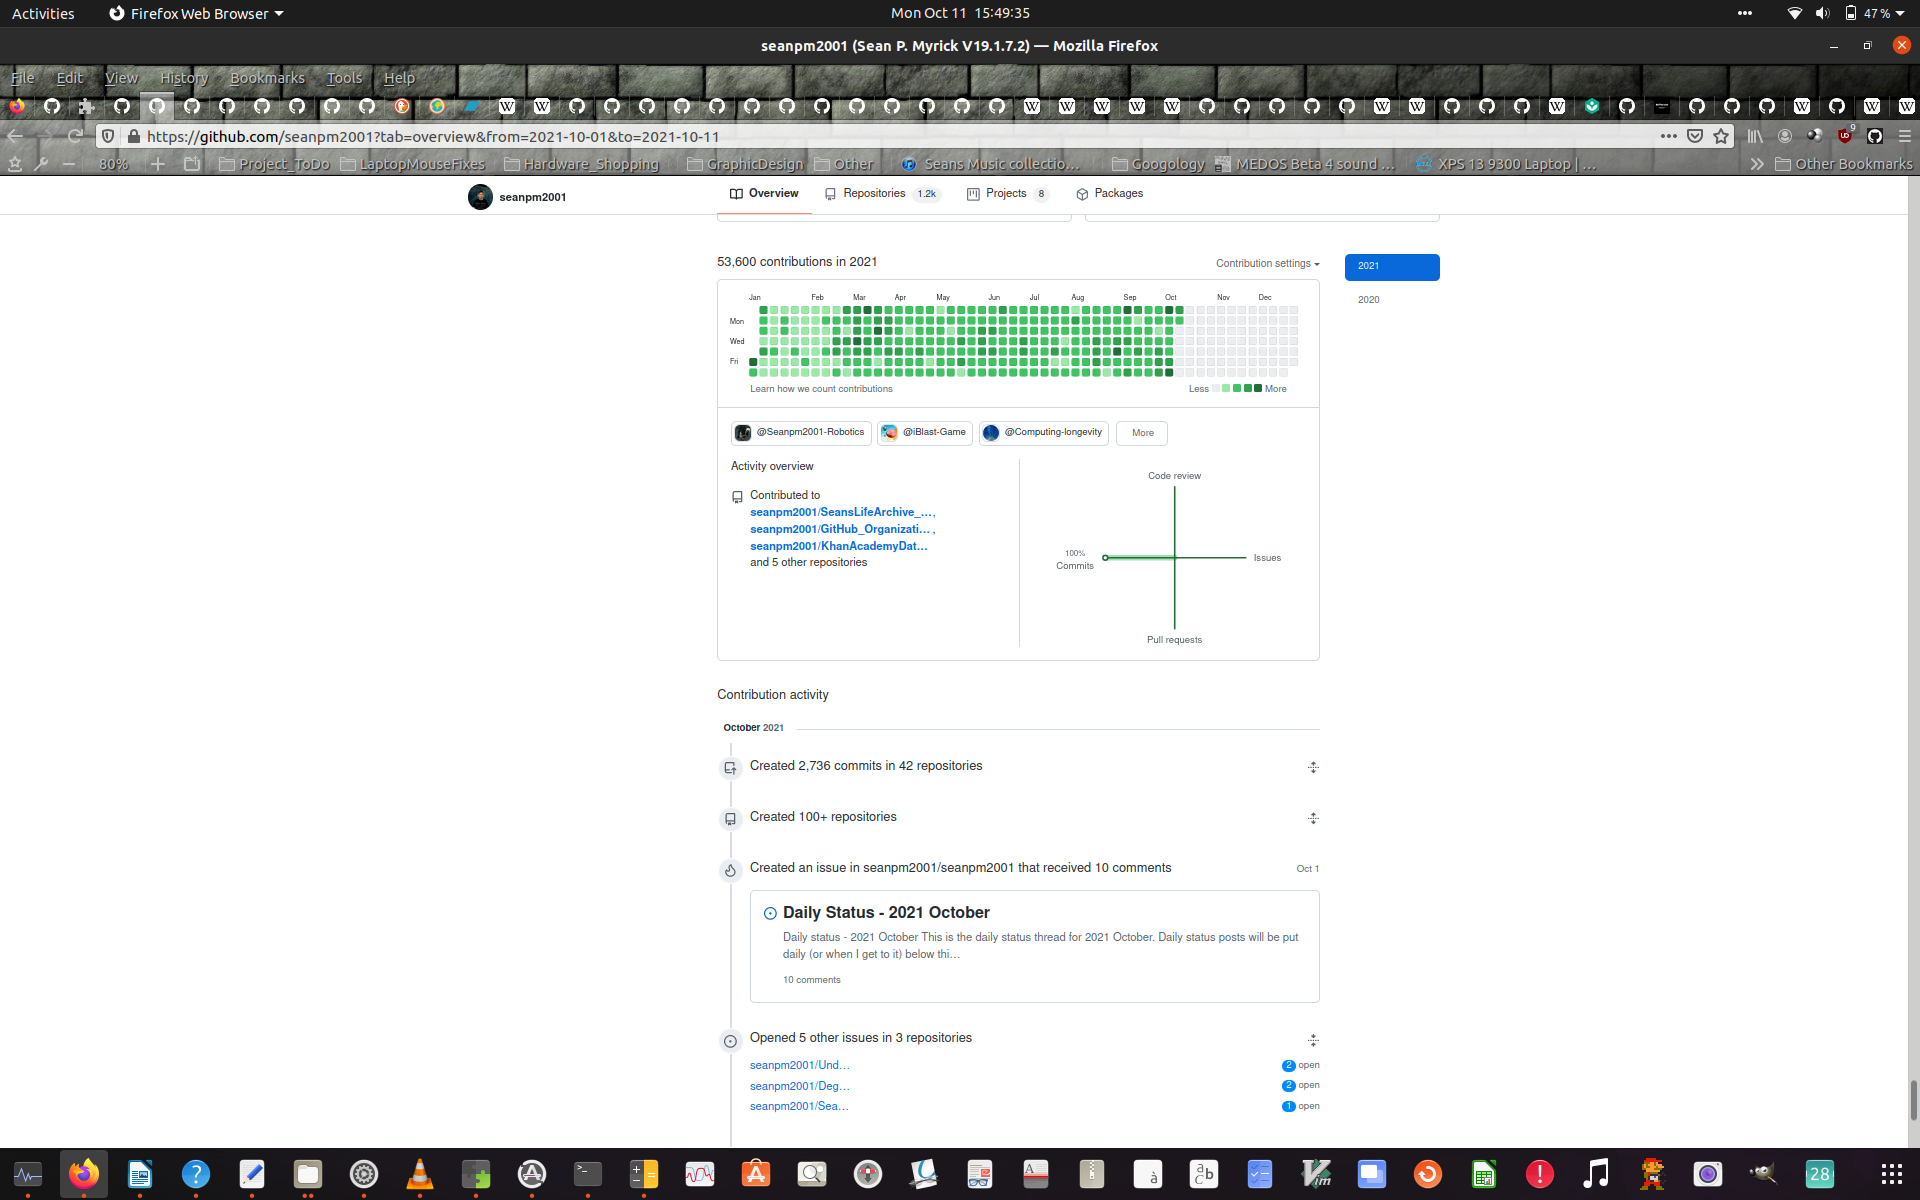 Activities
Firefox Web Browser
Mon Oct 11 15:49:35
47 %
seanpm2001 (Sean P. Myrick V19.1.7.2) — Mozilla Firefox
File Edit View History Bookmarks Tools Help
https://github.com/seanpm2001?tab=overview&from=2021-10-01&to=2021-10-11
9
80%
Project_ToDo
LaptopMouseFixes
Hardware_Shopping
GraphicDesign
Other
Seans Music collectio…
Googology
MEDOS Beta 4 sound …
XPS 13 9300 Laptop | …
Other Bookmarks
seanpm2001
Overview
Repositories 1.2k
Projects 8
Packages
53,600 contributions in 2021
Contribution settings
2021
2020
Jan Feb Mar Apr May Jun Jul Aug Sep Oct Nov Dec
Mon
Wed
Fri
Learn how we count contributions
Less More
@Seanpm2001-Robotics
@iBlast-Game
@Computing-longevity
More
Activity overview
Contributed to
seanpm2001/SeansLifeArchive_…,
seanpm2001/GitHub_Organizati… ,
seanpm2001/KhanAcademyDat…
and 5 other repositories
Code review
100%
Commits
Issues
Pull requests
Contribution activity
October 2021
Created 2,736 commits in 42 repositories
Created 100+ repositories
Created an issue in seanpm2001/seanpm2001 that received 10 comments
Oct 1
Daily Status - 2021 October
Daily status - 2021 October This is the daily status thread for 2021 October. Daily status posts will be put
daily (or when I get to it) below thi…
10 comments
Opened 5 other issues in 3 repositories
seanpm2001/Und…
2 open
seanpm2001/Deg…
2 open
seanpm2001/Sea…
1 open
28